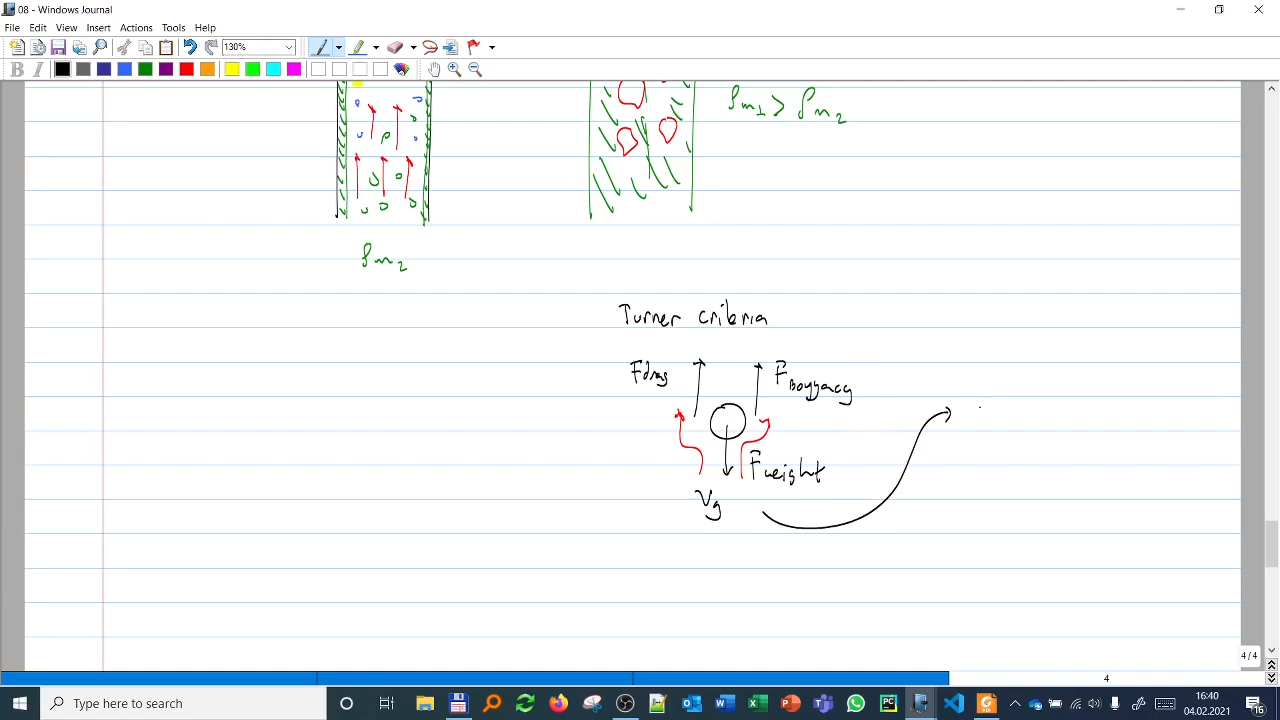 08 - Windows Journal
File Edit View Insert Actions Tools Help
130%
B I
ρm1 > ρm2
ρm2
Turner criteria
Fdrag
FBouyancy
Fweight
Vg
4/4
4
Type here to search
16:40
04.02.2021
16